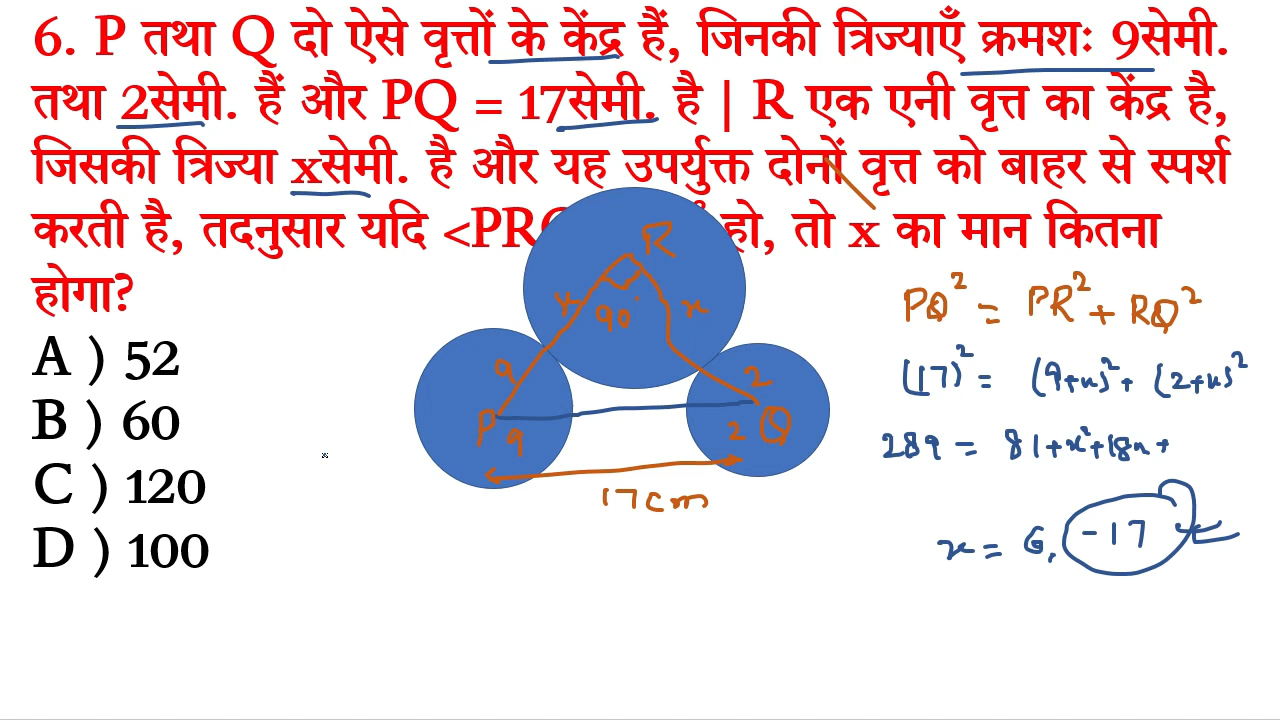 6. P तथा Q दो ऐसे वृत्तों के केंद्र हैं, जिनकी त्रिज्याएँ क्रमशः 9सेमी.
तथा 2सेमी. हैं और PQ = 17सेमी. है | R एक एनी वृत्त का केंद्र है,
जिसकी त्रिज्या xसेमी. है और यह उपर्युक्त दोनों वृत्त को बाहर से स्पर्श
करती है, तदनुसार यदि <PR हो, तो x का मान कितना
होगा?
A ) 52
B ) 60
C ) 120
D ) 100
R
x
90°
x
9
2
P
9
2
Q
17cm
PQ² = PR² + RQ²
(17)² = (9+x)² + (2+x)²
289 = 81+x²+18x+
x = 6, -17